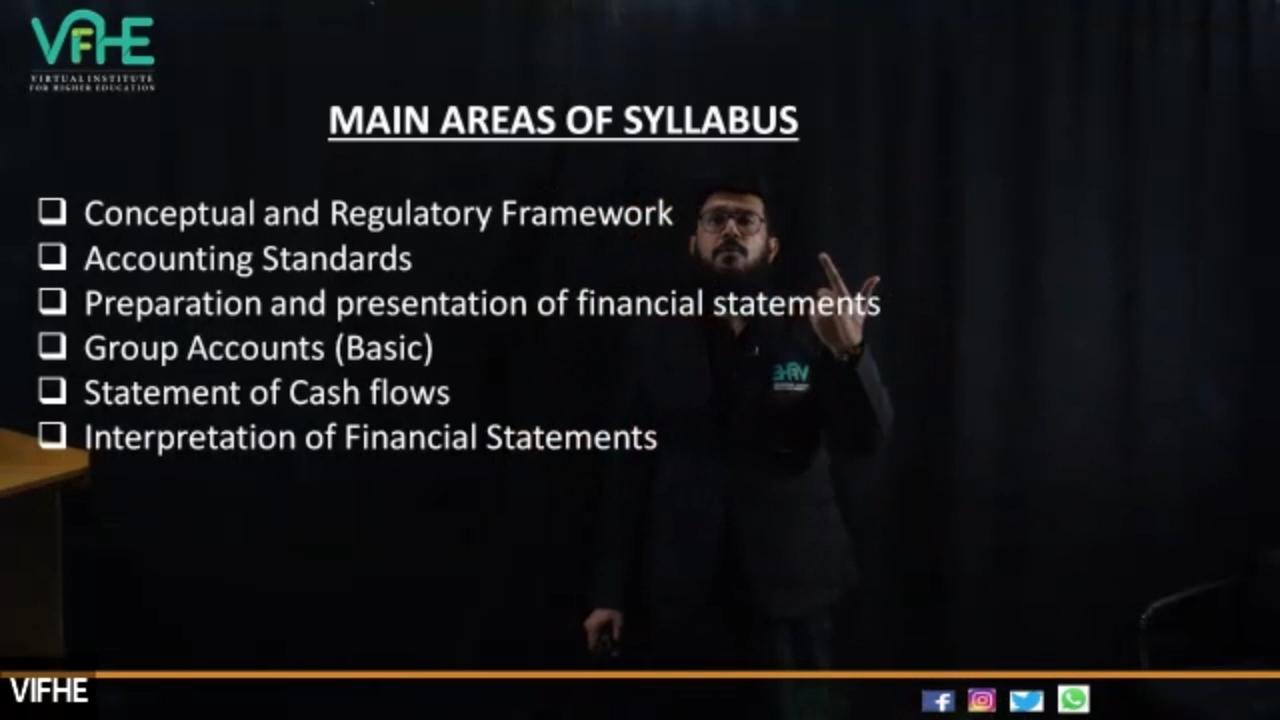 VIFHE
VIRTUAL INSTITUTE
FOR HIGHER EDUCATION
MAIN AREAS OF SYLLABUS
Conceptual and Regulatory Framework
Accounting Standards
Preparation and presentation of financial statements
Group Accounts (Basic)
Statement of Cash flows
Interpretation of Financial Statements
VIFHE